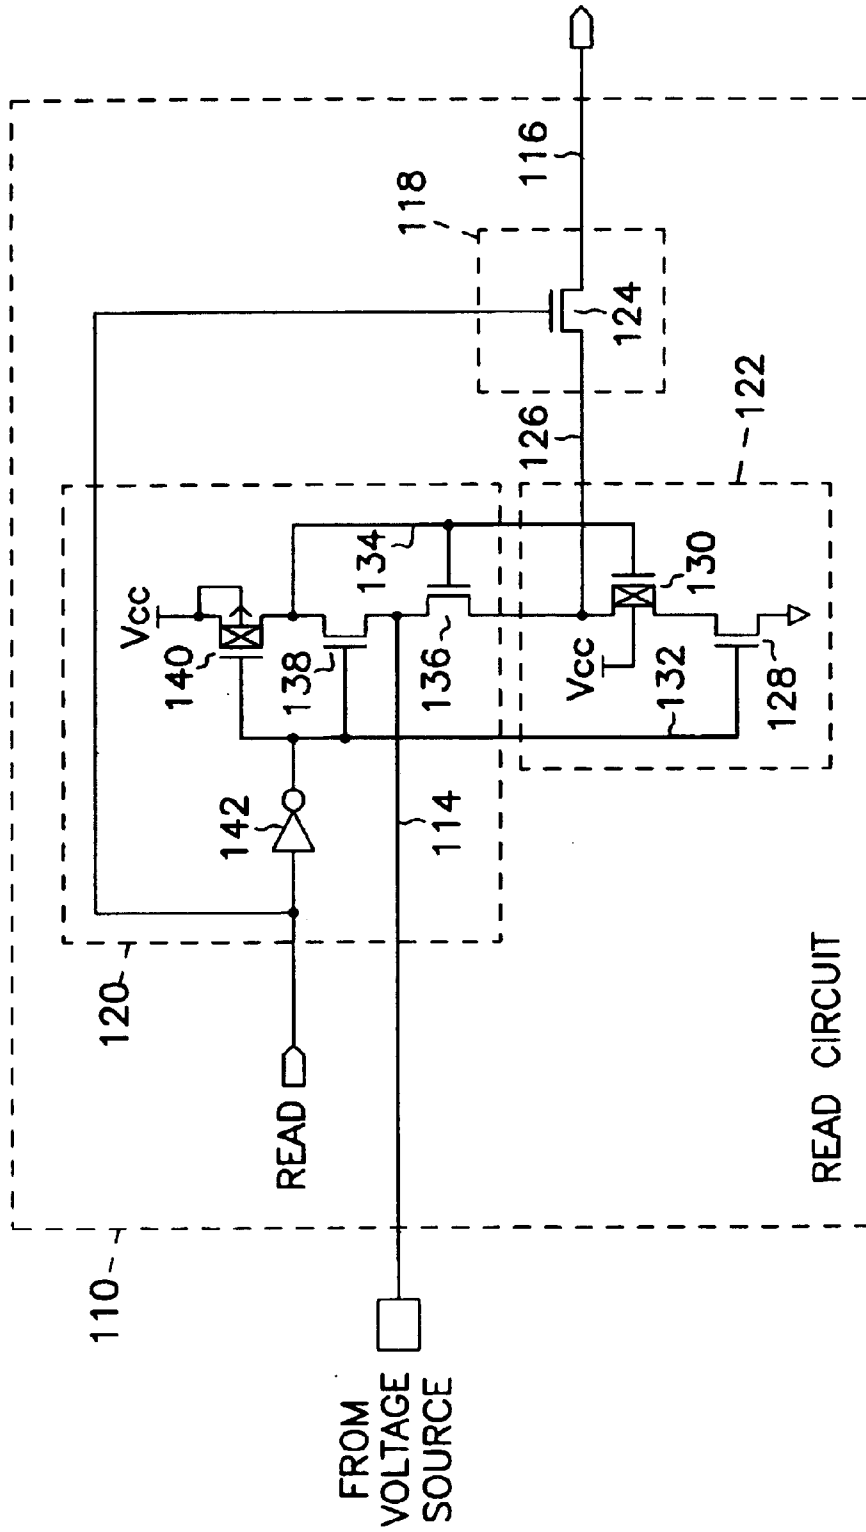 110
120
READ
FROM
VOLTAGE
SOURCE
142
114
Vcc
140
138
136
134
132
Vcc
130
128
122
126
118
124
116
READ CIRCUIT